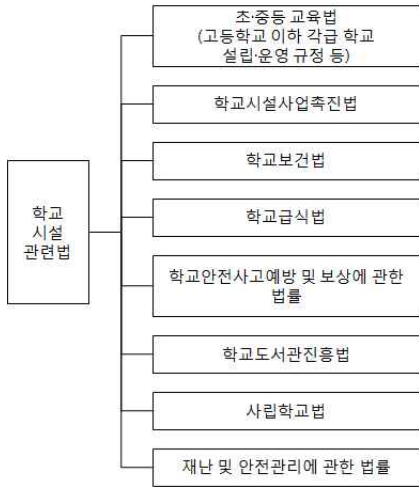 초·중등 교육법
(고등학교 이하 각급 학교
설립·운영 규정 등)
학교시설사업촉진법
학교보건법
학교
시설
관련법
학교급식법
학교안전사고예방 및 보상에 관한
법률
학교도서관진흥법
사립학교법
재난 및 안전관리에 관한 법률